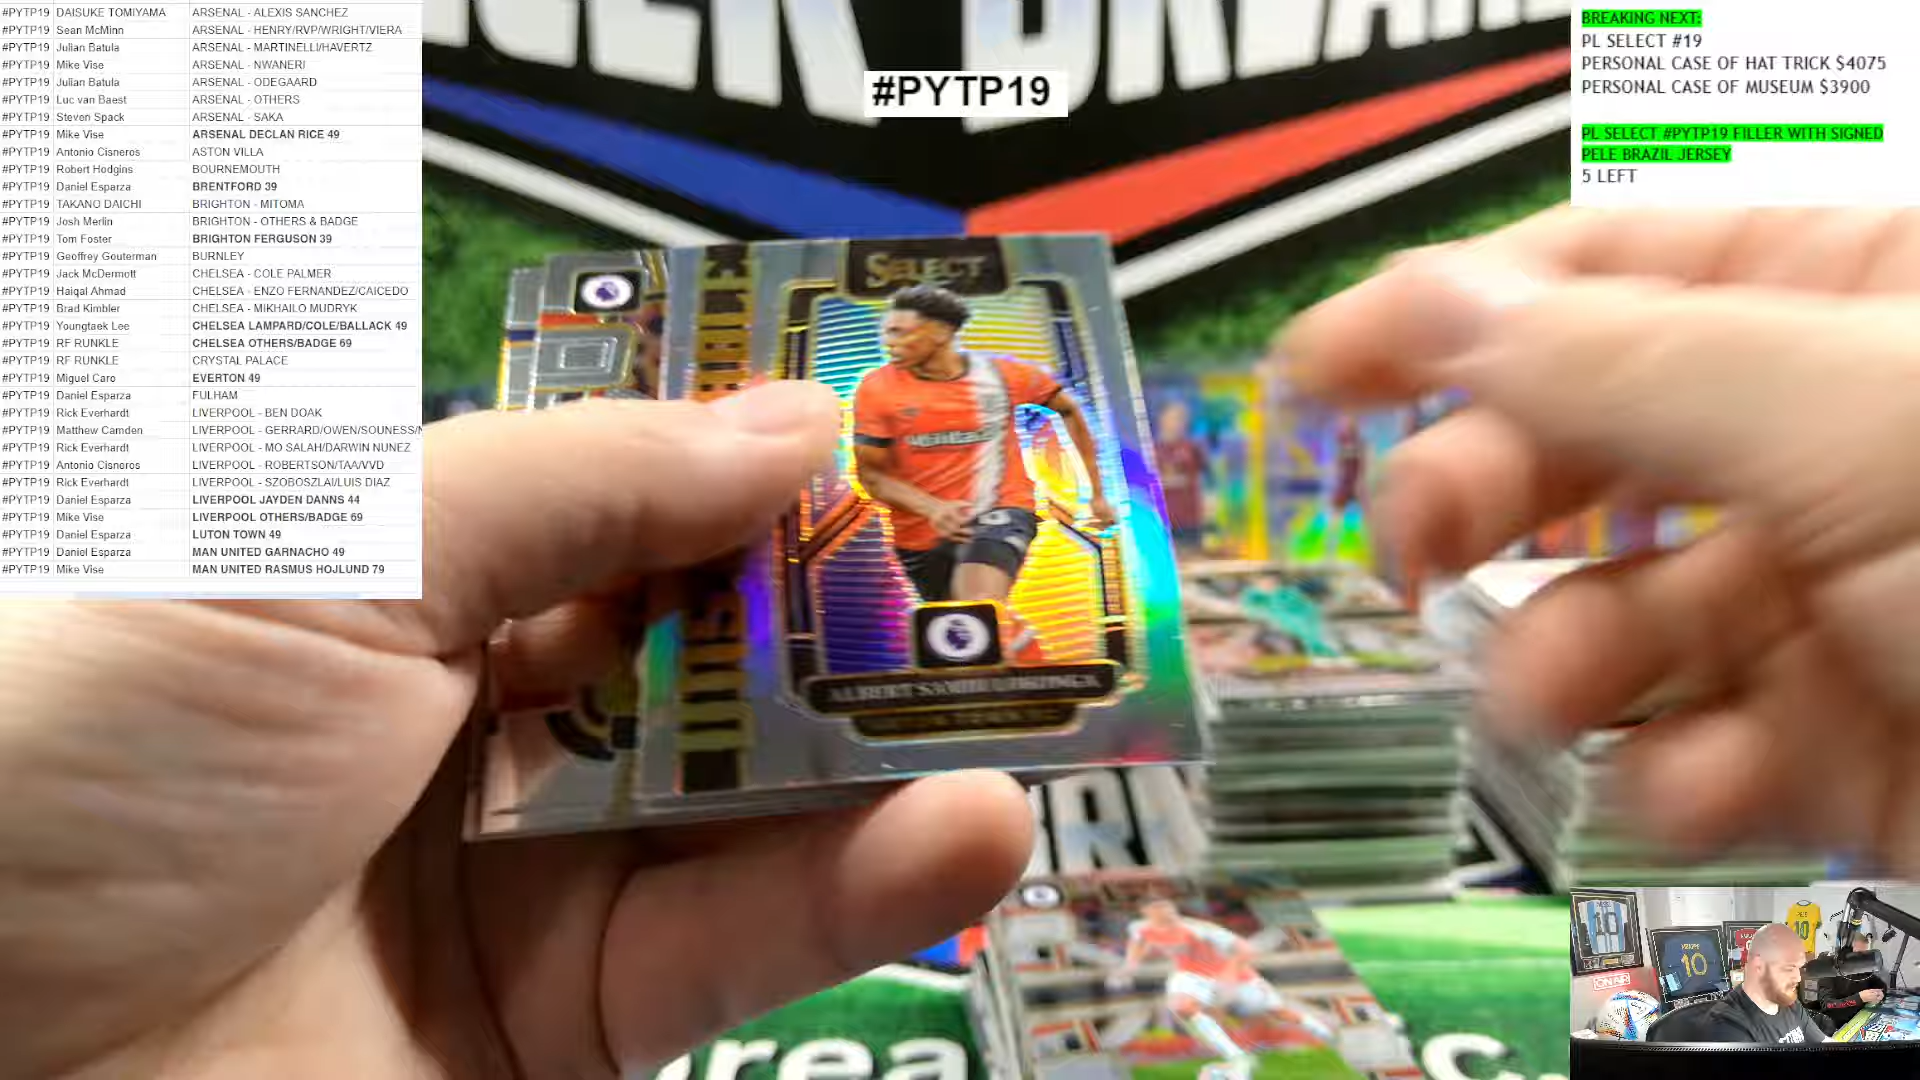 #PYTP19 DAISUKE TOMIYAMA ARSENAL - ALEXIS SANCHEZ
#PYTP19 Sean McMinn ARSENAL - HENRY/RVP/WRIGHT/VIERA
#PYTP19 Julian Batula ARSENAL - MARTINELLI/HAVERTZ
#PYTP19 Mike Vise ARSENAL - NWANERI
#PYTP19 Julian Batula ARSENAL - ODEGAARD
#PYTP19 Luc van Baest ARSENAL - OTHERS
#PYTP19 Steven Spack ARSENAL - SAKA
#PYTP19 Mike Vise ARSENAL DECLAN RICE 49
#PYTP19 Antonio Cisneros ASTON VILLA
#PYTP19 Robert Hodgins BOURNEMOUTH
#PYTP19 Daniel Esparza BRENTFORD 39
#PYTP19 TAKANO DAICHI BRIGHTON - MITOMA
#PYTP19 Josh Merlin BRIGHTON - OTHERS & BADGE
#PYTP19 Tom Foster BRIGHTON FERGUSON 39
#PYTP19 Geoffrey Gouterman BURNLEY
#PYTP19 Jack McDermott CHELSEA - COLE PALMER
#PYTP19 Haiqal Ahmad CHELSEA - ENZO FERNANDEZ/CAICEDO
#PYTP19 Brad Kimbler CHELSEA - MIKHAILO MUDRYK
#PYTP19 Youngtaek Lee CHELSEA LAMPARD/COLE/BALLACK 49
#PYTP19 RF RUNKLE CHELSEA OTHERS/BADGE 69
#PYTP19 RF RUNKLE CRYSTAL PALACE
#PYTP19 Miguel Caro EVERTON 49
#PYTP19 Daniel Esparza FULHAM
#PYTP19 Rick Everhardt LIVERPOOL - BEN DOAK
#PYTP19 Matthew Camden LIVERPOOL - GERRARD/OWEN/SOUNESS/
#PYTP19 Rick Everhardt LIVERPOOL - MO SALAH/DARWIN NUNEZ
#PYTP19 Antonio Cisneros LIVERPOOL - ROBERTSON/TAA/VVD
#PYTP19 Rick Everhardt LIVERPOOL - SZOBOSZLAI/LUIS DIAZ
#PYTP19 Daniel Esparza LIVERPOOL JAYDEN DANNS 44
#PYTP19 Mike Vise LIVERPOOL OTHERS/BADGE 69
#PYTP19 Daniel Esparza LUTON TOWN 49
#PYTP19 Daniel Esparza MAN UNITED GARNACHO 49
#PYTP19 Mike Vise MAN UNITED RASMUS HOJLUND 79
#PYTP19
BREAKING NEXT:
PL SELECT #19
PERSONAL CASE OF HAT TRICK $4075
PERSONAL CASE OF MUSEUM $3900
PL SELECT #PYTP19 FILLER WITH SIGNED
PELE BRAZIL JERSEY
5 LEFT
SELECT
ON AIR
10
10
10